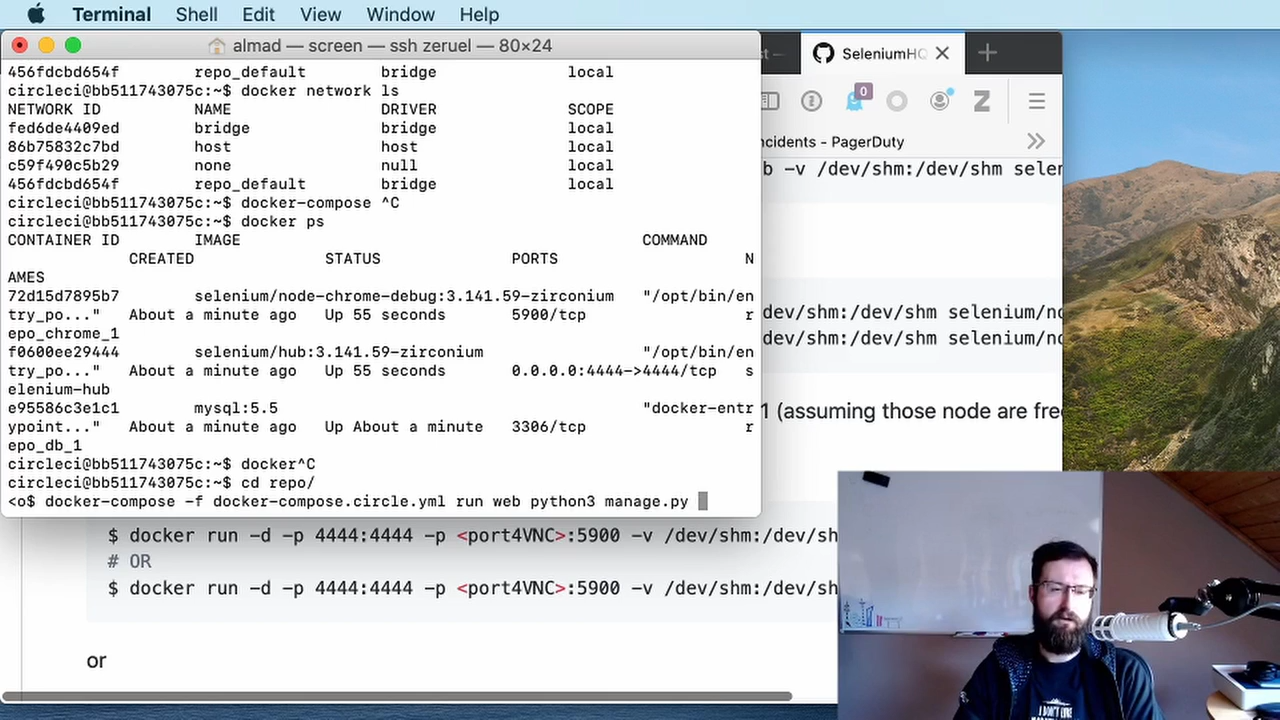 Terminal Shell Edit View Window Help
almad — screen — ssh zeruel — 80×24
456fdcbd654f repo_default bridge local
circleci@bb511743075c:~$ docker network ls
NETWORK ID NAME DRIVER SCOPE
fed6de4409ed bridge bridge local
86b75832c7bd host host local
c59f490c5b29 none null local
456fdcbd654f repo_default bridge local
circleci@bb511743075c:~$ docker-compose ^C
circleci@bb511743075c:~$ docker ps
CONTAINER ID IMAGE COMMAND
CREATED STATUS PORTS N
AMES
72d15d7895b7 selenium/node-chrome-debug:3.141.59-zirconium "/opt/bin/en
try_po..." About a minute ago Up 55 seconds 5900/tcp r
epo_chrome_1
f0600ee29444 selenium/hub:3.141.59-zirconium "/opt/bin/en
try_po..." About a minute ago Up 55 seconds 0.0.0.0:4444->4444/tcp s
elenium-hub
e95586c3e1c1 mysql:5.5 "docker-entr
ypoint..." About a minute ago Up About a minute 3306/tcp r
epo_db_1
circleci@bb511743075c:~$ docker^C
circleci@bb511743075c:~$ cd repo/
<o$ docker-compose -f docker-compose.circle.yml run web python3 manage.py
st —
SeleniumHQ
0
Z
ncidents - PagerDuty
b -v /dev/shm:/dev/shm selen
dev/shm:/dev/shm selenium/no
dev/shm:/dev/shm selenium/no
1 (assuming those node are free
$ docker run -d -p 4444:4444 -p <port4VNC>:5900 -v /dev/shm:/dev/sh
# OR
$ docker run -d -p 4444:4444 -p <port4VNC>:5900 -v /dev/shm:/dev/sh
or
I DON'T